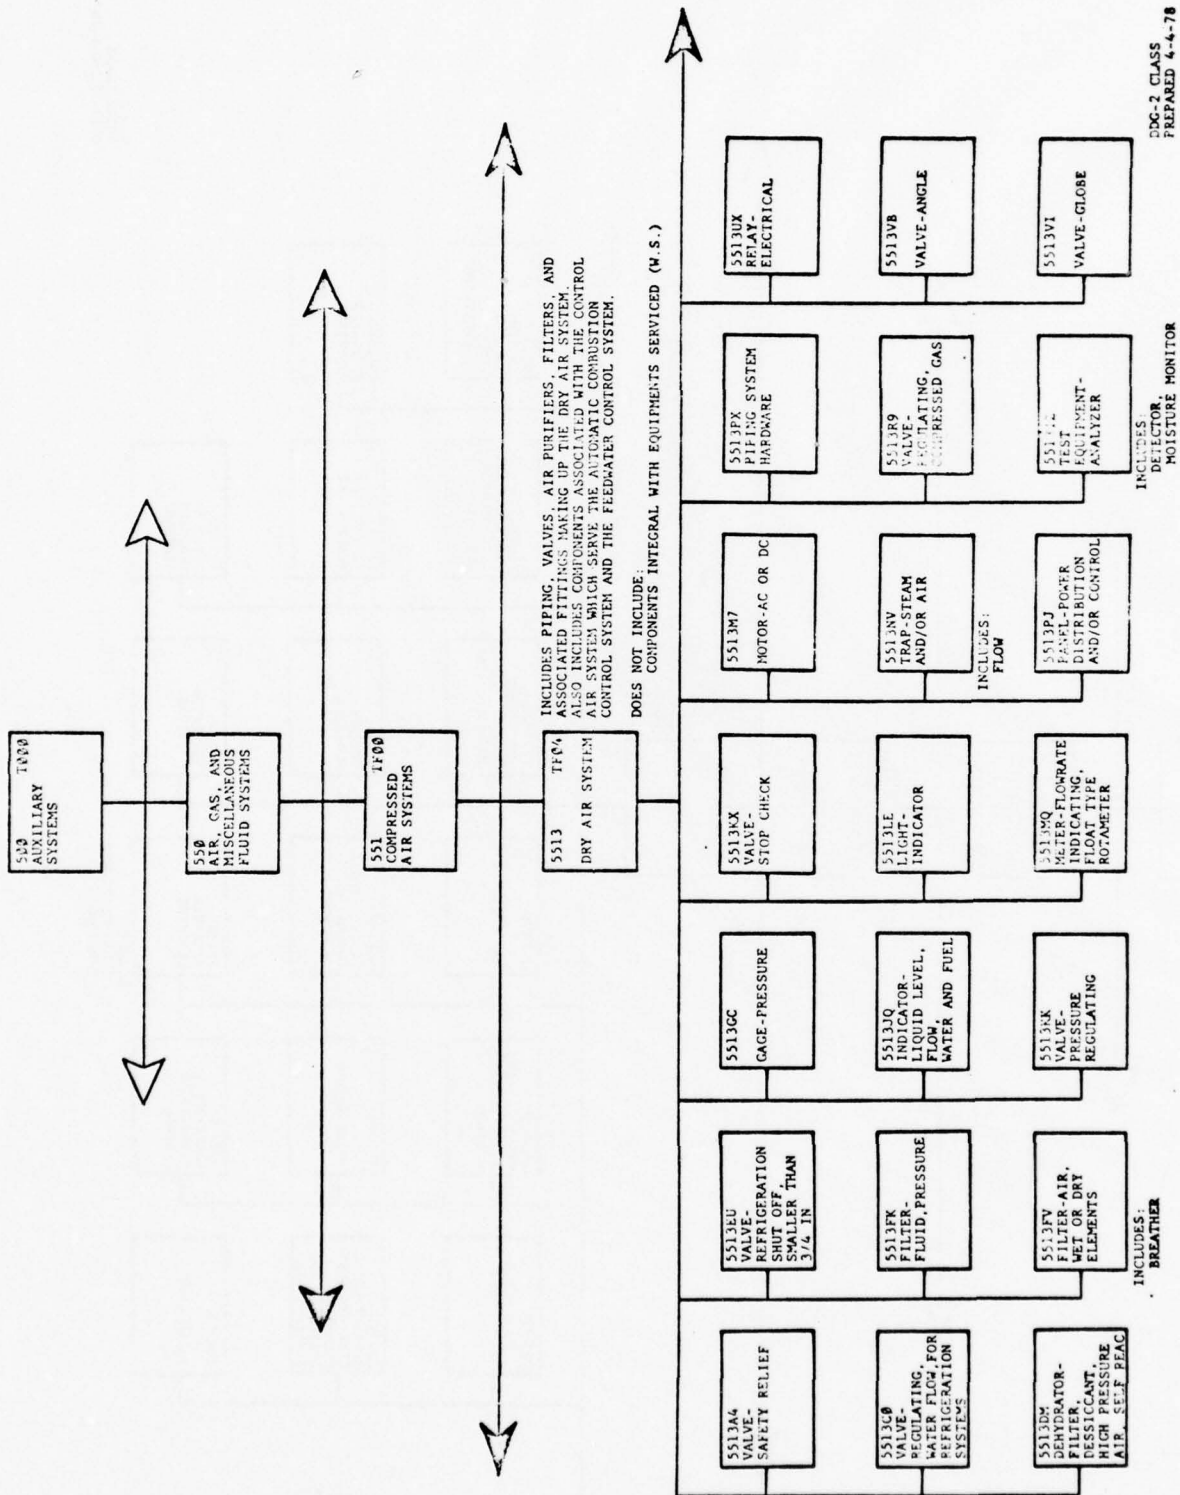 500 T000
AUXILIARY
SYSTEMS
550
AIR, GAS, AND
MISCELLANEOUS
FLUID SYSTEMS
551 TF00
COMPRESSED
AIR SYSTEMS
5513 TF04
DRY AIR SYSTEM
INCLUDES PIPING, VALVES, AIR PURIFIERS, FILTERS, AND
ASSOCIATED FITTINGS MAKING UP THE DRY AIR SYSTEM.
ALSO INCLUDES COMPONENTS ASSOCIATED WITH THE CONTROL
AIR SYSTEM WHICH SERVE THE AUTOMATIC COMBUSTION
CONTROL SYSTEM AND THE FEEDWATER CONTROL SYSTEM.
DOES NOT INCLUDE:
COMPONENTS INTEGRAL WITH EQUIPMENTS SERVICED (W.S.)
5513A4
VALVE-
SAFETY RELIEF
5513C0
VALVE-
REGULATING,
WATER FLOW, FOR
REFRIGERATION
SYSTEMS
5513DM
DEHYDRATOR-
FILTER,
DESSICCANT,
HIGH PRESSURE
AIR, SELF REAC
5513EU
VALVE-
REFRIGERATION
SHUT OFF,
SMALLER THAN
3/4 IN
5513FK
FILTER-
FLUID,PRESSURE
5513FV
FILTER-AIR,
WET OR DRY
ELEMENTS
INCLUDES:
BREATHER
5513GC
GAGE-PRESSURE
5513JQ
INDICATOR-
LIQUID LEVEL,
FLOW,
WATER AND FUEL
5513KK
VALVE-
PRESSURE
REGULATING
5513KX
VALVE-
STOP CHECK
5513LE
LIGHT-
INDICATOR
5513MQ
METER-FLOWRATE
INDICATING,
FLOAT TYPE
ROTAMETER
5513M7
MOTOR-AC OR DC
5513NV
TRAP-STEAM
AND/OR AIR
INCLUDES:
FLOW
5513PJ
PANEL-POWER
DISTRIBUTION
AND/OR CONTROL
5513PX
PIPING SYSTEM
HARDWARE
5513R9
VALVE-
REGULATING,
COMPRESSED GAS
TEST
EQUIPMENT-
ANALYZER
INCLUDES:
DETECTOR,
MOISTURE MONITOR
5513UX
RELAY-
ELECTRICAL
5513VB
VALVE-ANGLE
5513VI
VALVE-GLOBE
DDG-2 CLASS
PREPARED 4-4-78